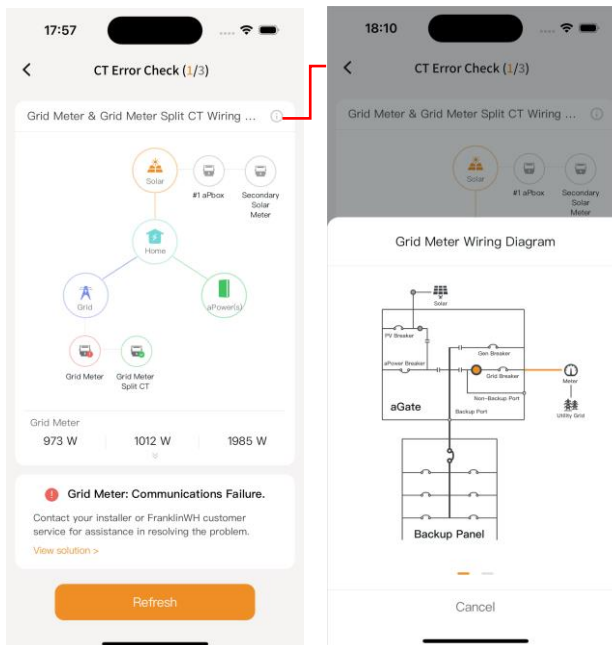 17:57
CT Error Check (1/3)
Grid Meter & Grid Meter Split CT Wiring ...
Solar
#1 aPbox
Secondary
Solar
Meter
Home
Grid
aPower(s)
Grid Meter
Grid Meter
Split CT
Grid Meter
973 W
1012 W
1985 W
Grid Meter: Communications Failure.
Contact your installer or FranklinWH customer
service for assistance in resolving the problem.
View solution >
Refresh
18:10
CT Error Check (1/3)
Grid Meter & Grid Meter Split CT Wiring ...
Solar
#1 aPbox
Secondary
Solar
Meter
Grid Meter Wiring Diagram
Solar
PV Breaker
Gen Breaker
aPower Breaker
Grid Breaker
Meter
Non-Backup Port
aGate
Backup Port
Utility Grid
Backup Panel
Cancel